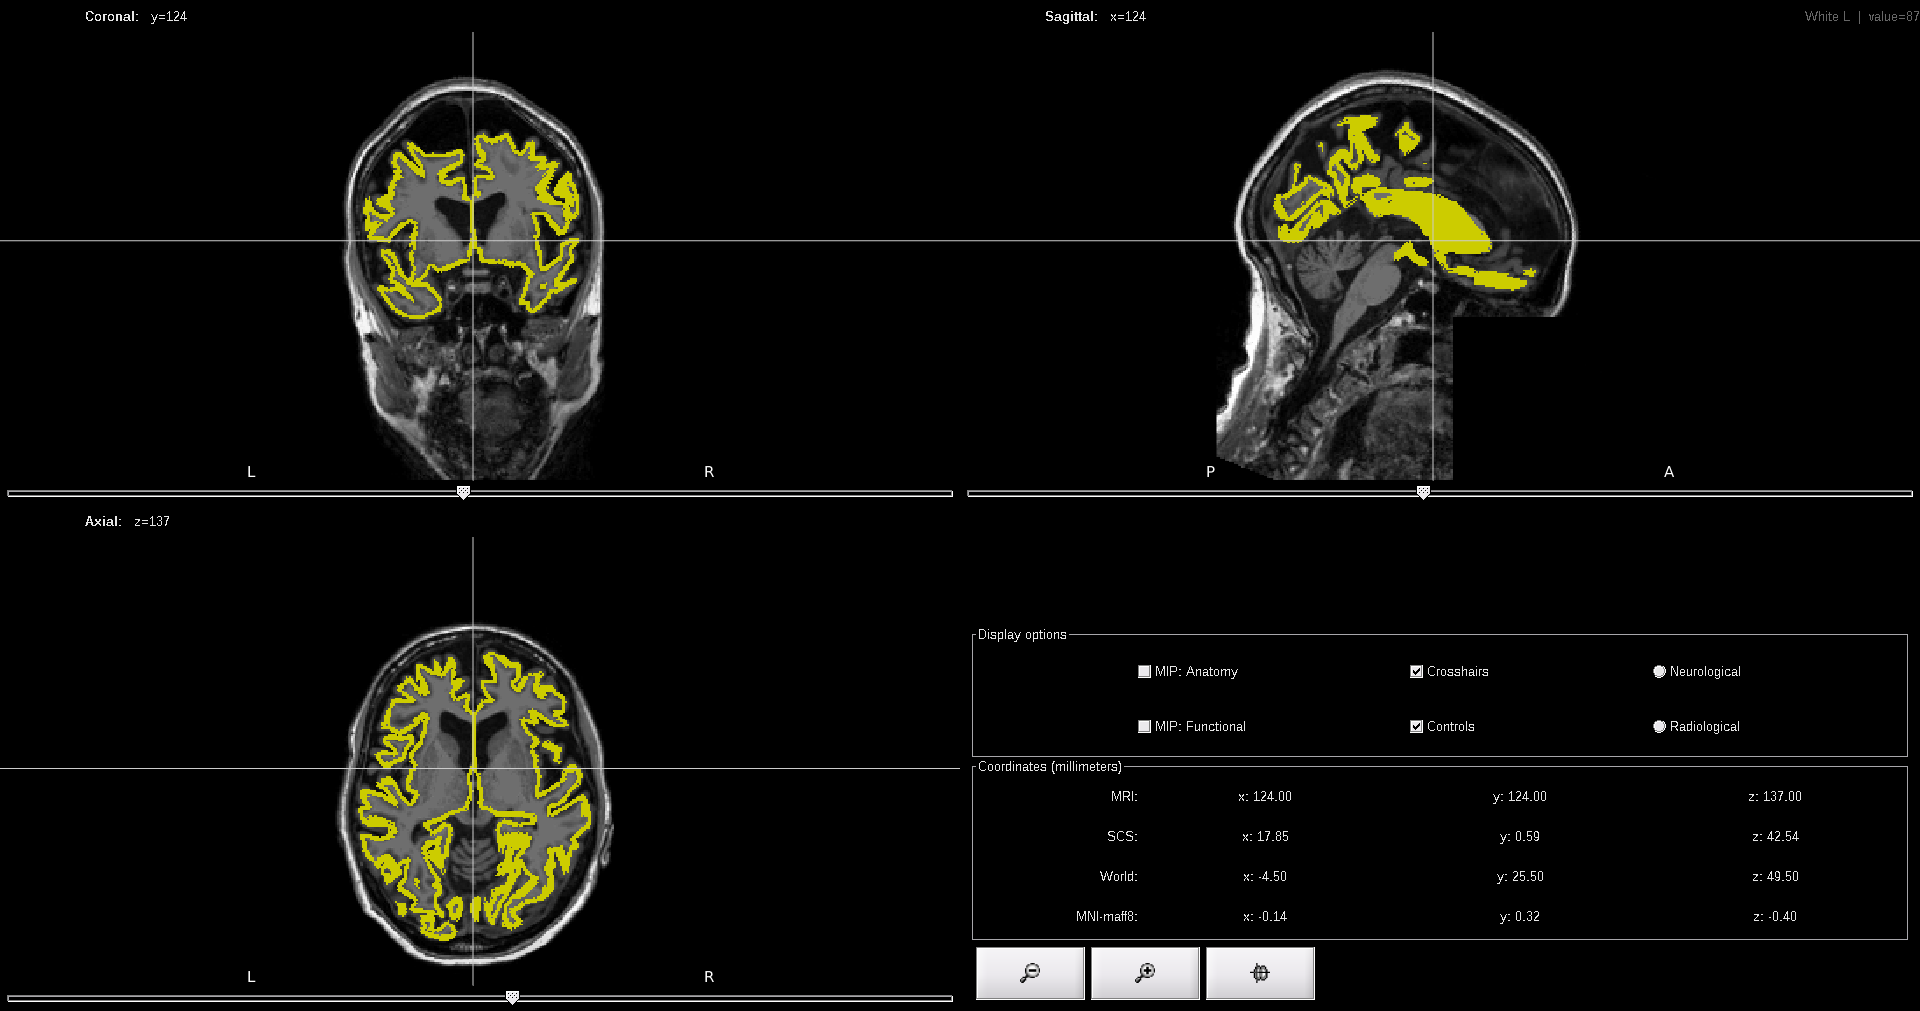 Coronal: y=124
Sagittal: x=124
White L | value=87
L R
P A
Axial: z=137
L R
Display options
MIP: Anatomy
Crosshairs
Neurological
MIP: Functional
Controls
Radiological
Coordinates (millimeters)
MRI: x: 124.00 y: 124.00 z: 137.00
SCS: x: 17.85 y: 0.59 z: 42.54
World: x: -4.50 y: 25.50 z: 49.50
MNI-maff8: x: -0.14 y: 0.32 z: -0.40